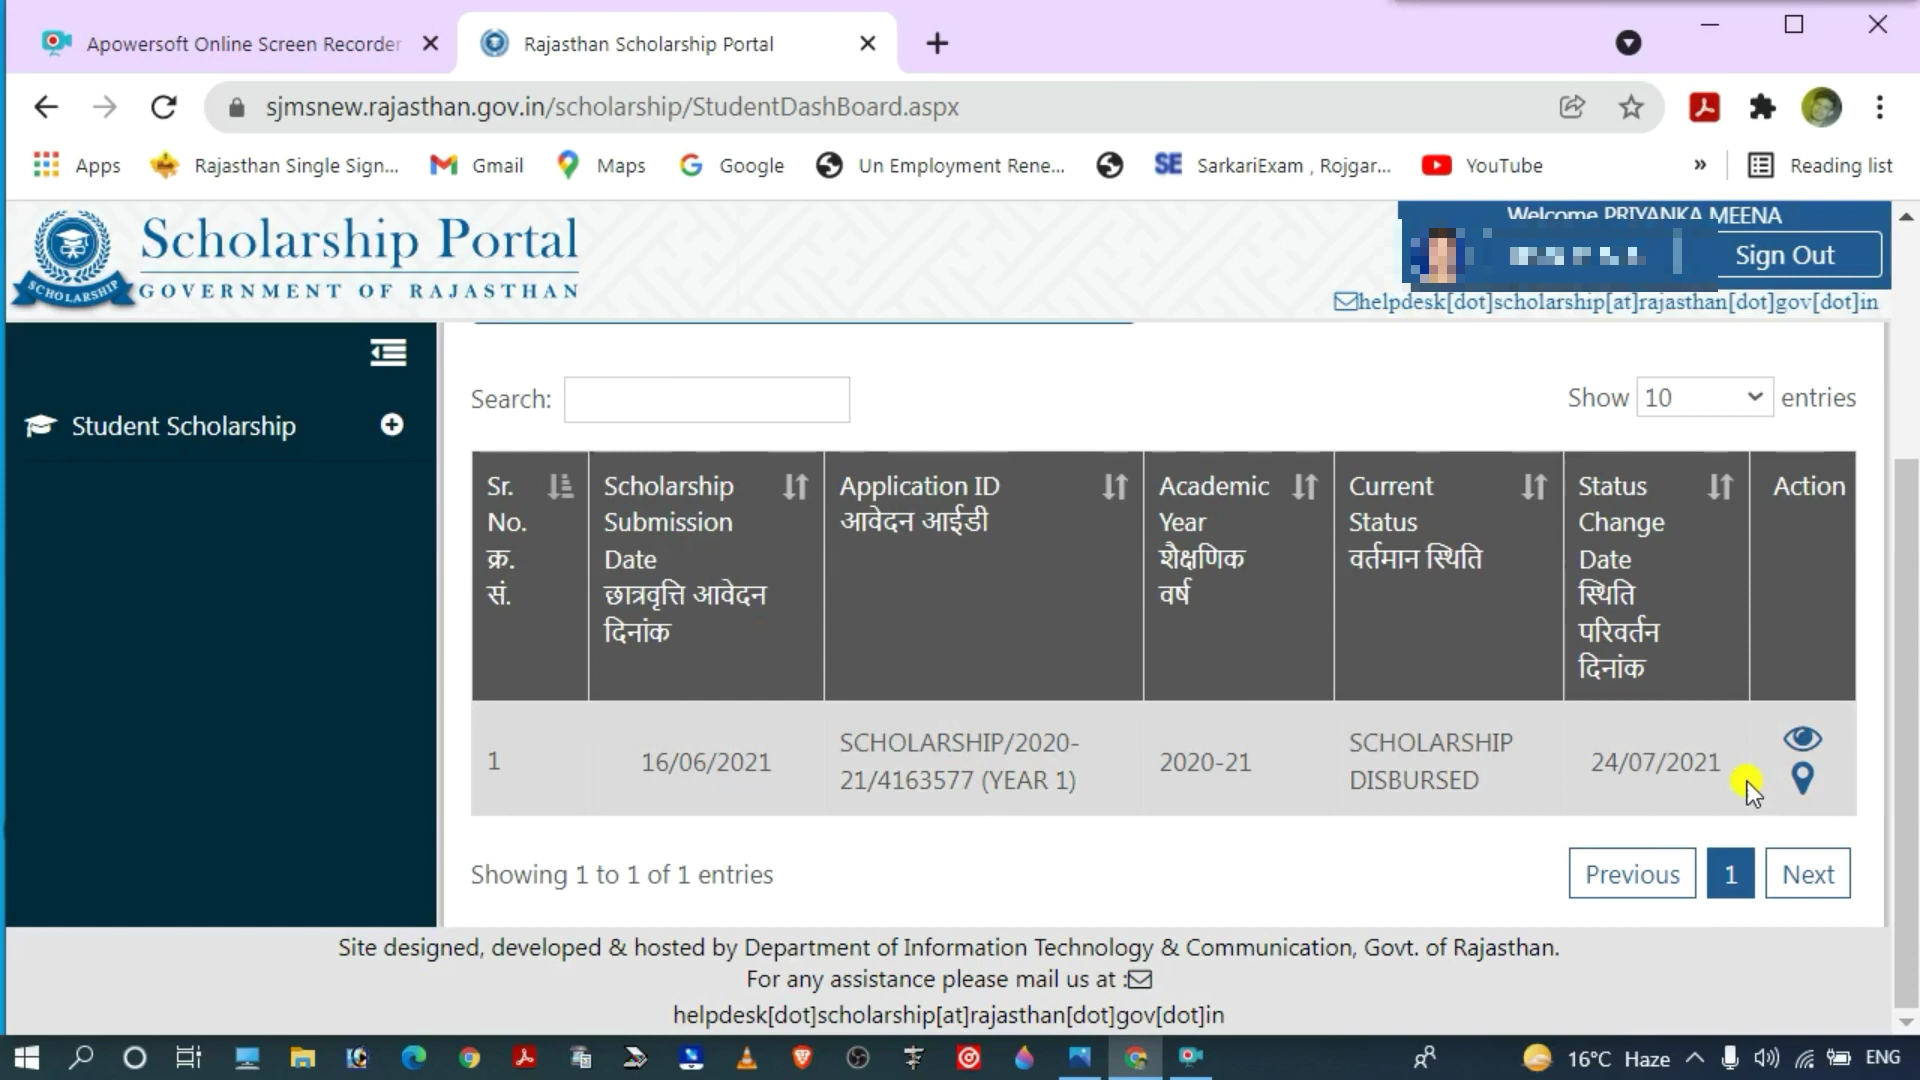 Apowersoft Online Screen Recorder
Rajasthan Scholarship Portal
sjmsnew.rajasthan.gov.in/scholarship/StudentDashBoard.aspx
Apps
Rajasthan Single Sign...
Gmail
Maps
Google
Un Employment Rene...
SE SarkariExam , Rojgar...
YouTube
»
Reading list
SCHOLARSHIP
Scholarship Portal
GOVERNMENT OF RAJASTHAN
Welcome PRIYANKA MEENA
Sign Out
helpdesk[dot]scholarship[at]rajasthan[dot]gov[dot]in
Student Scholarship
Search:
Show 10 entries
Sr.
No.
क्र.
सं.
Scholarship
Submission
Date
छात्रवृत्ति आवेदन
दिनांक
Application ID
आवेदन आईडी
Academic
Year
शैक्षणिक
वर्ष
Current
Status
वर्तमान स्थिति
Status
Change
Date
स्थिति
परिवर्तन
दिनांक
Action
1
16/06/2021
SCHOLARSHIP/2020-
21/4163577 (YEAR 1)
2020-21
SCHOLARSHIP
DISBURSED
24/07/2021
Showing 1 to 1 of 1 entries
Previous
1
Next
Site designed, developed & hosted by Department of Information Technology & Communication, Govt. of Rajasthan.
For any assistance please mail us at :
helpdesk[dot]scholarship[at]rajasthan[dot]gov[dot]in
16°C Haze
ENG